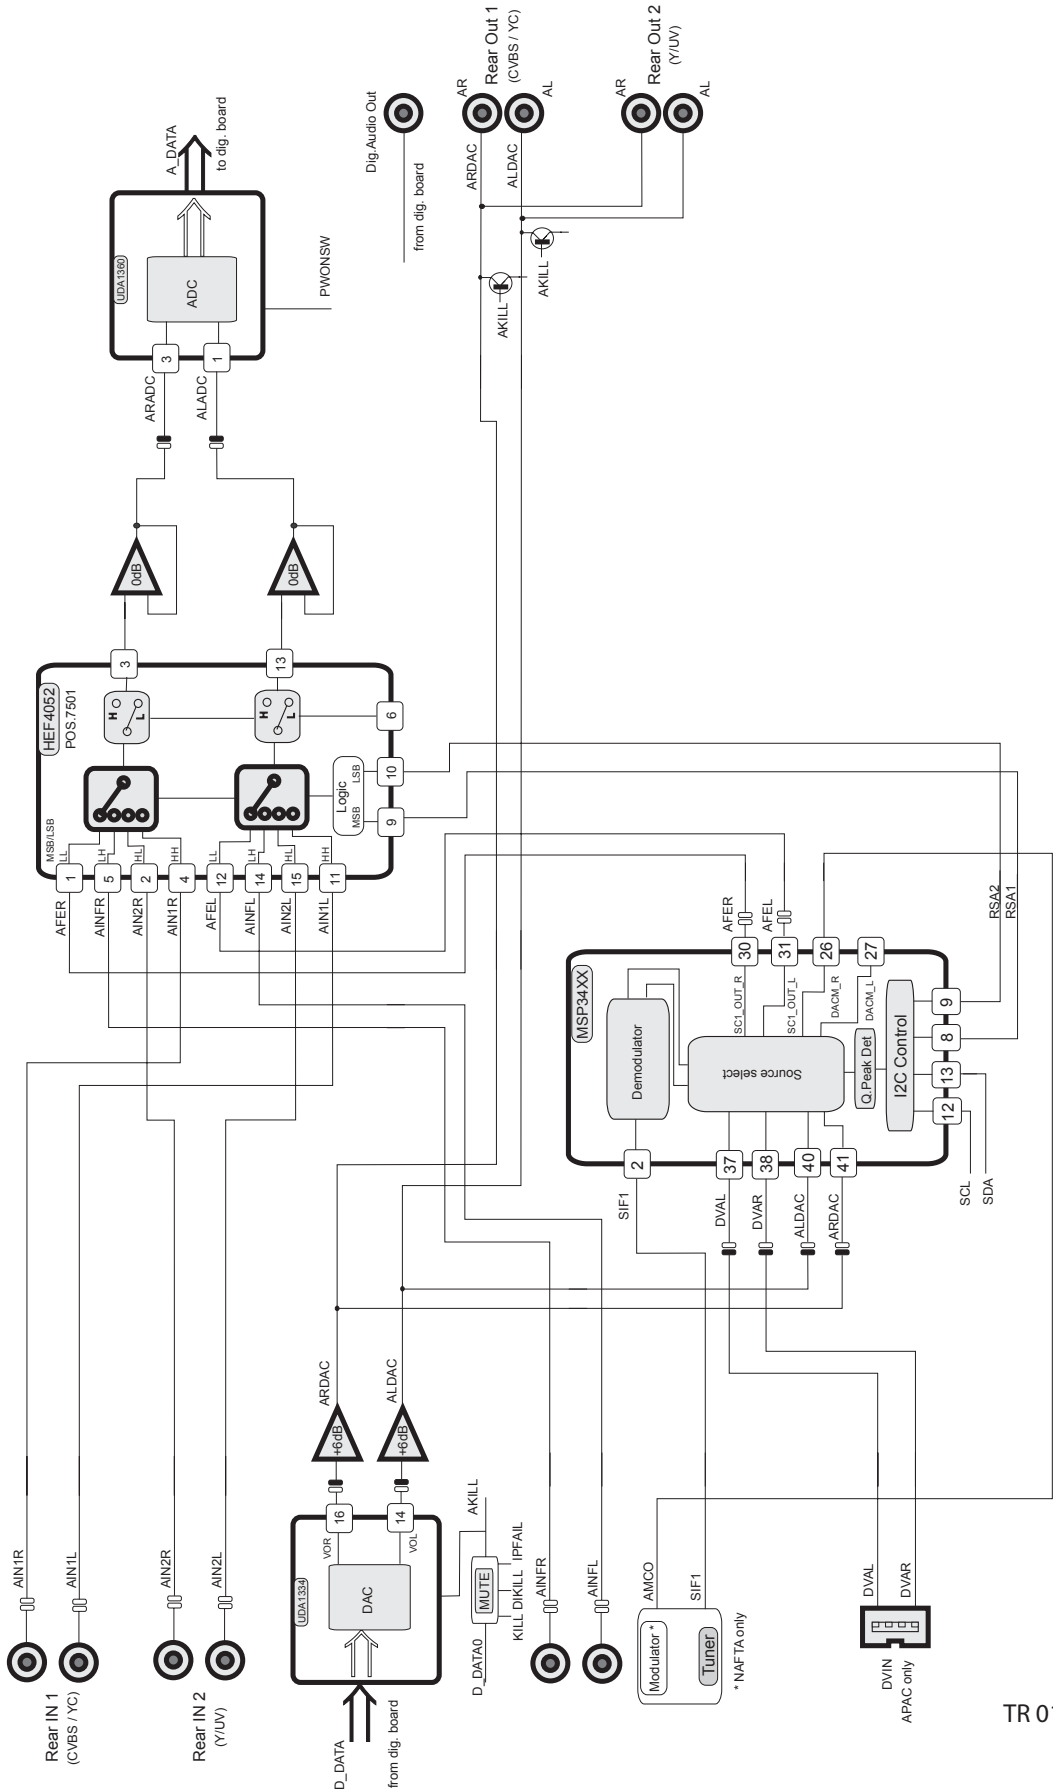 Rear IN 1
(CVBS / YC)
AIN1R
AIN1L
Rear IN 2
(Y/UV)
AIN2R
AIN2L
D_DATA
from dig. board
UDA1334
DAC
VOR
VOL
16
14
+6dB
+6dB
ARDAC
ALDAC
D_DATA0
MUTE
AKILL
KILL
DIKILL
IPFAIL
AINFR
AINFL
Modulator *
Tuner
* NAFTA only
AMCO
SIF1
DVIN
APAC only
DVAL
DVAR
HEF4052
POS.7501
MSB/LSB
AFER
1
LL
AINFR
5
LH
AIN2R
2
HL
AIN1R
4
HH
AFEL
12
LL
AINFL
14
LH
AIN2L
15
HL
AIN1L
11
HH
H
L
H
L
Logic
MSB
LSB
9
10
6
3
13
0dB
0dB
ARADC
ALADC
3
1
UDA1360
ADC
PWONSW
A_DATA
to dig. board
MSP34XX
SIF1
2
Demodulator
DVAL
37
DVAR
38
ALDAC
40
ARDAC
41
Source select
Q.Peak Det
I2C Control
SC1_OUT_R
30
AFER
SC1_OUT_L
31
AFEL
DACM_R
26
DACM_L
27
12
13
8
9
SCL
SDA
RSA2
RSA1
Dig.Audio Out
from dig. board
AKILL
AKILL
ARDAC
ALDAC
AR
AL
Rear Out 1
(CVBS / YC)
AR
AL
Rear Out 2
(Y/UV)